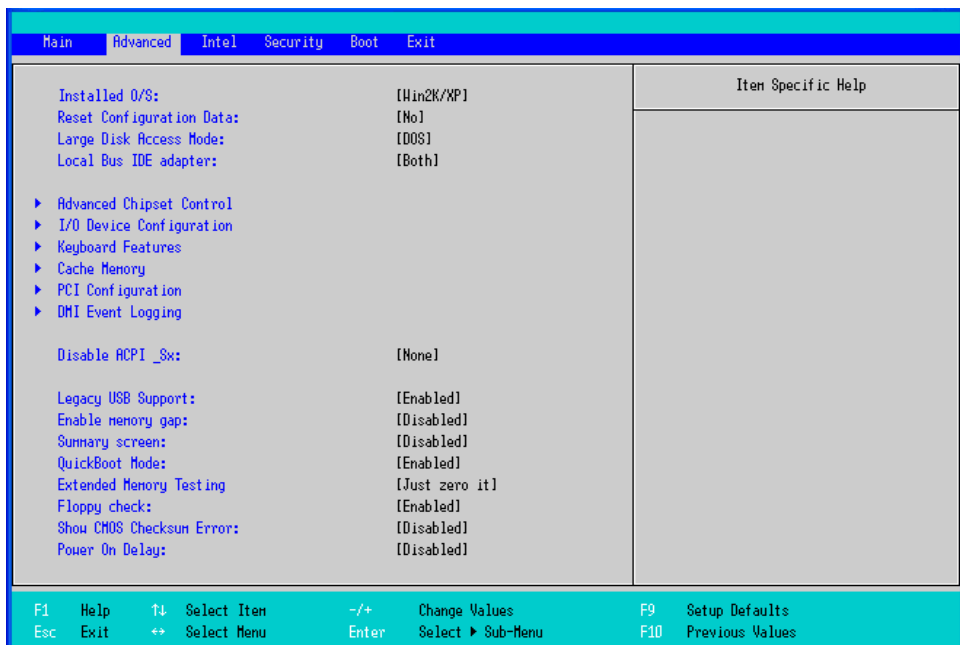 Main Advanced Intel Security Boot Exit
Item Specific Help
Installed O/S: [Win2K/XP]
Reset Configuration Data: [No]
Large Disk Access Mode: [DOS]
Local Bus IDE adapter: [Both]
▶ Advanced Chipset Control
▶ I/O Device Configuration
▶ Keyboard Features
▶ Cache Memory
▶ PCI Configuration
▶ DMI Event Logging
Disable ACPI _Sx: [None]
Legacy USB Support: [Enabled]
Enable memory gap: [Disabled]
Summary screen: [Disabled]
QuickBoot Mode: [Enabled]
Extended Memory Testing [Just zero it]
Floppy check: [Enabled]
Show CMOS Checksum Error: [Disabled]
Power On Delay: [Disabled]
F1 Help ↑↓ Select Item -/+ Change Values F9 Setup Defaults
Esc Exit ↔ Select Menu Enter Select ▶ Sub-Menu F10 Previous Values